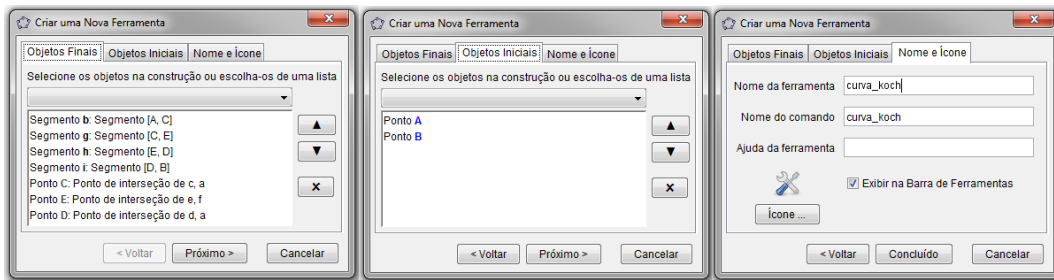 Criar uma Nova Ferramenta
Objetos Finais Objetos Iniciais Nome e Ícone
Selecione os objetos na construção ou escolha-os de uma lista
Segmento b: Segmento [A, C]
Segmento g: Segmento [C, E]
Segmento h: Segmento [E, D]
Segmento i: Segmento [D, B]
Ponto C: Ponto de interseção de c, a
Ponto E: Ponto de interseção de e, f
Ponto D: Ponto de interseção de d, a
< Voltar Próximo > Cancelar
Criar uma Nova Ferramenta
Objetos Finais Objetos Iniciais Nome e Ícone
Selecione os objetos na construção ou escolha-os de uma lista
Ponto A
Ponto B
< Voltar Próximo > Cancelar
Criar uma Nova Ferramenta
Objetos Finais Objetos Iniciais Nome e Ícone
Nome da ferramenta curva_koch
Nome do comando curva_koch
Ajuda da ferramenta
Exibir na Barra de Ferramentas
Ícone ...
< Voltar Concluído Cancelar